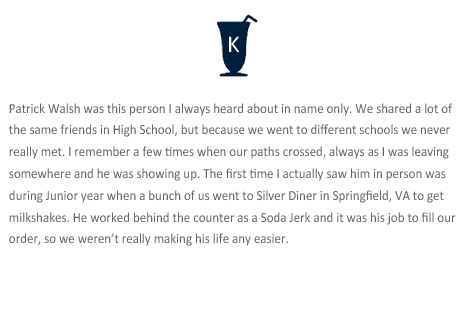 K
Patrick Walsh was this person I always heard about in name only. We shared a lot of
the same friends in High School, but because we went to different schools we never
really met. I remember a few times when our paths crossed, always as I was leaving
somewhere and he was showing up. The first time I actually saw him in person was
during Junior year when a bunch of us went to Silver Diner in Springfield, VA to get
milkshakes. He worked behind the counter as a Soda Jerk and it was his job to fill our
order, so we weren’t really making his life any easier.